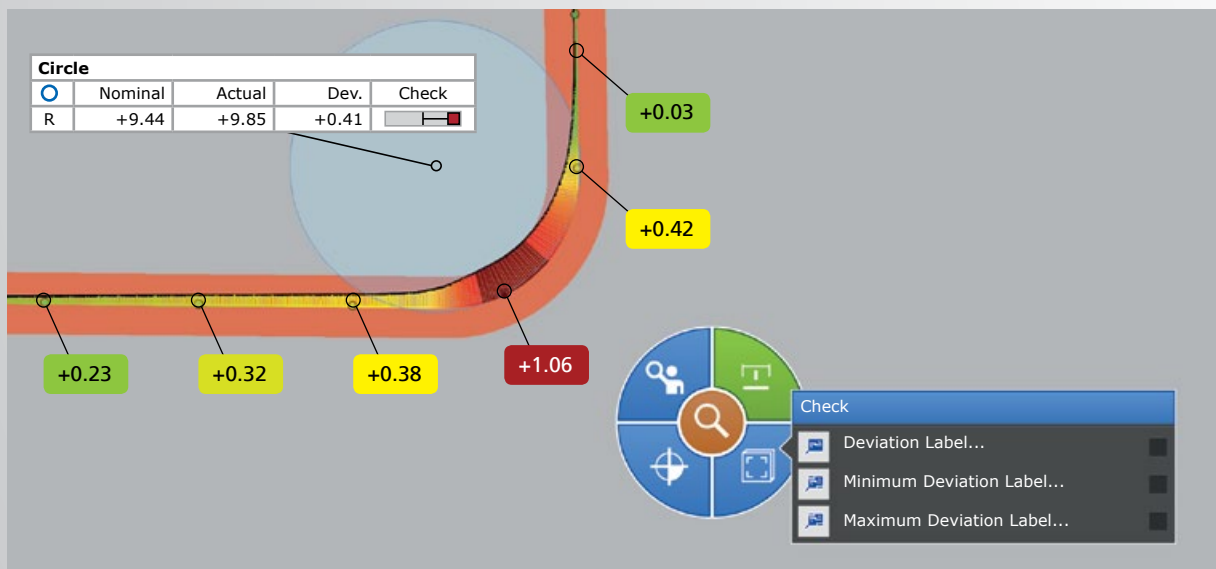 Circle
Nominal Actual Dev. Check
R +9.44 +9.85 +0.41
+0.03
+0.42
+0.23 +0.32 +0.38 +1.06
Check
Deviation Label...
Minimum Deviation Label...
Maximum Deviation Label...